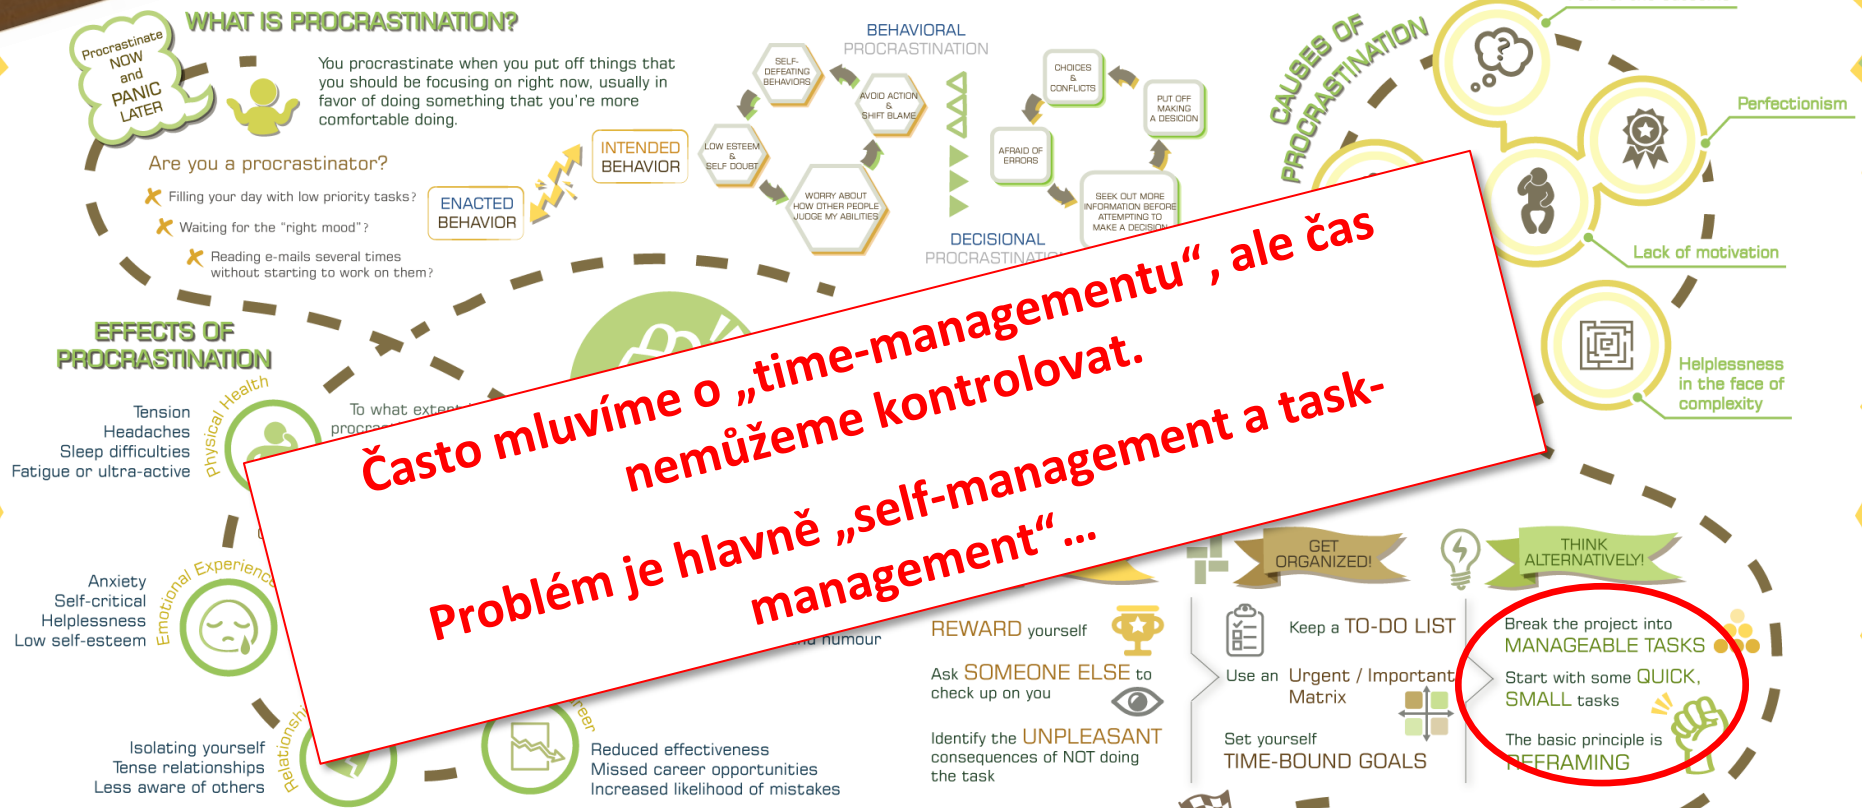 WHAT IS PROCRASTINATION?
Procrastinate
NOW
and
PANIC
LATER
You procrastinate when you put off things that
you should be focusing on right now, usually in
favor of doing something that you're more
comfortable doing.
Are you a procrastinator?
Filling your day with low priority tasks?
Waiting for the "right mood"?
Reading e-mails several times
without starting to work on them?
ENACTED
BEHAVIOR
INTENDED
BEHAVIOR
BEHAVIORAL
PROCRASTINATION
SELF-
DEFEATING
BEHAVIORS
AVOID ACTION
&
SHIFT BLAME
LOW ESTEEM
&
SELF DOUBT
WORRY ABOUT
HOW OTHER PEOPLE
JUDGE MY ABILITIES
CHOICES
&
CONFLICTS
PUT OFF
MAKING
A DESICION
AFRAID OF
ERRORS
SEEK OUT MORE
INFORMATION BEFORE
ATTEMPTING TO
MAKE A DECISION
DECISIONAL
PROCRASTINATION
CAUSES OF
PROCRASTINATION
Perfectionism
Lack of motivation
Helplessness
in the face of
complexity
EFFECTS OF
PROCRASTINATION
Physical Health
Tension
Headaches
Sleep difficulties
Fatigue or ultra-active
To what extent
Často mluvíme o „time-managementu“, ale čas
nemůžeme kontrolovat.
Problém je hlavně „self-management a task-
management“...
Emotional Experience
Anxiety
Self-critical
Helplessness
Low self-esteem
Isolating yourself
Tense relationships
Less aware of others
Reduced effectiveness
Missed career opportunities
Increased likelihood of mistakes
humour
REWARD yourself
Ask SOMEONE ELSE to
check up on you
Identify the UNPLEASANT
consequences of NOT doing
the task
GET
ORGANIZED!
Keep a TO-DO LIST
Use an Urgent / Important
Matrix
Set yourself
TIME-BOUND GOALS
THINK
ALTERNATIVELY!
Break the project into
MANAGEABLE TASKS
Start with some QUICK,
SMALL tasks
The basic principle is
REFRAMING